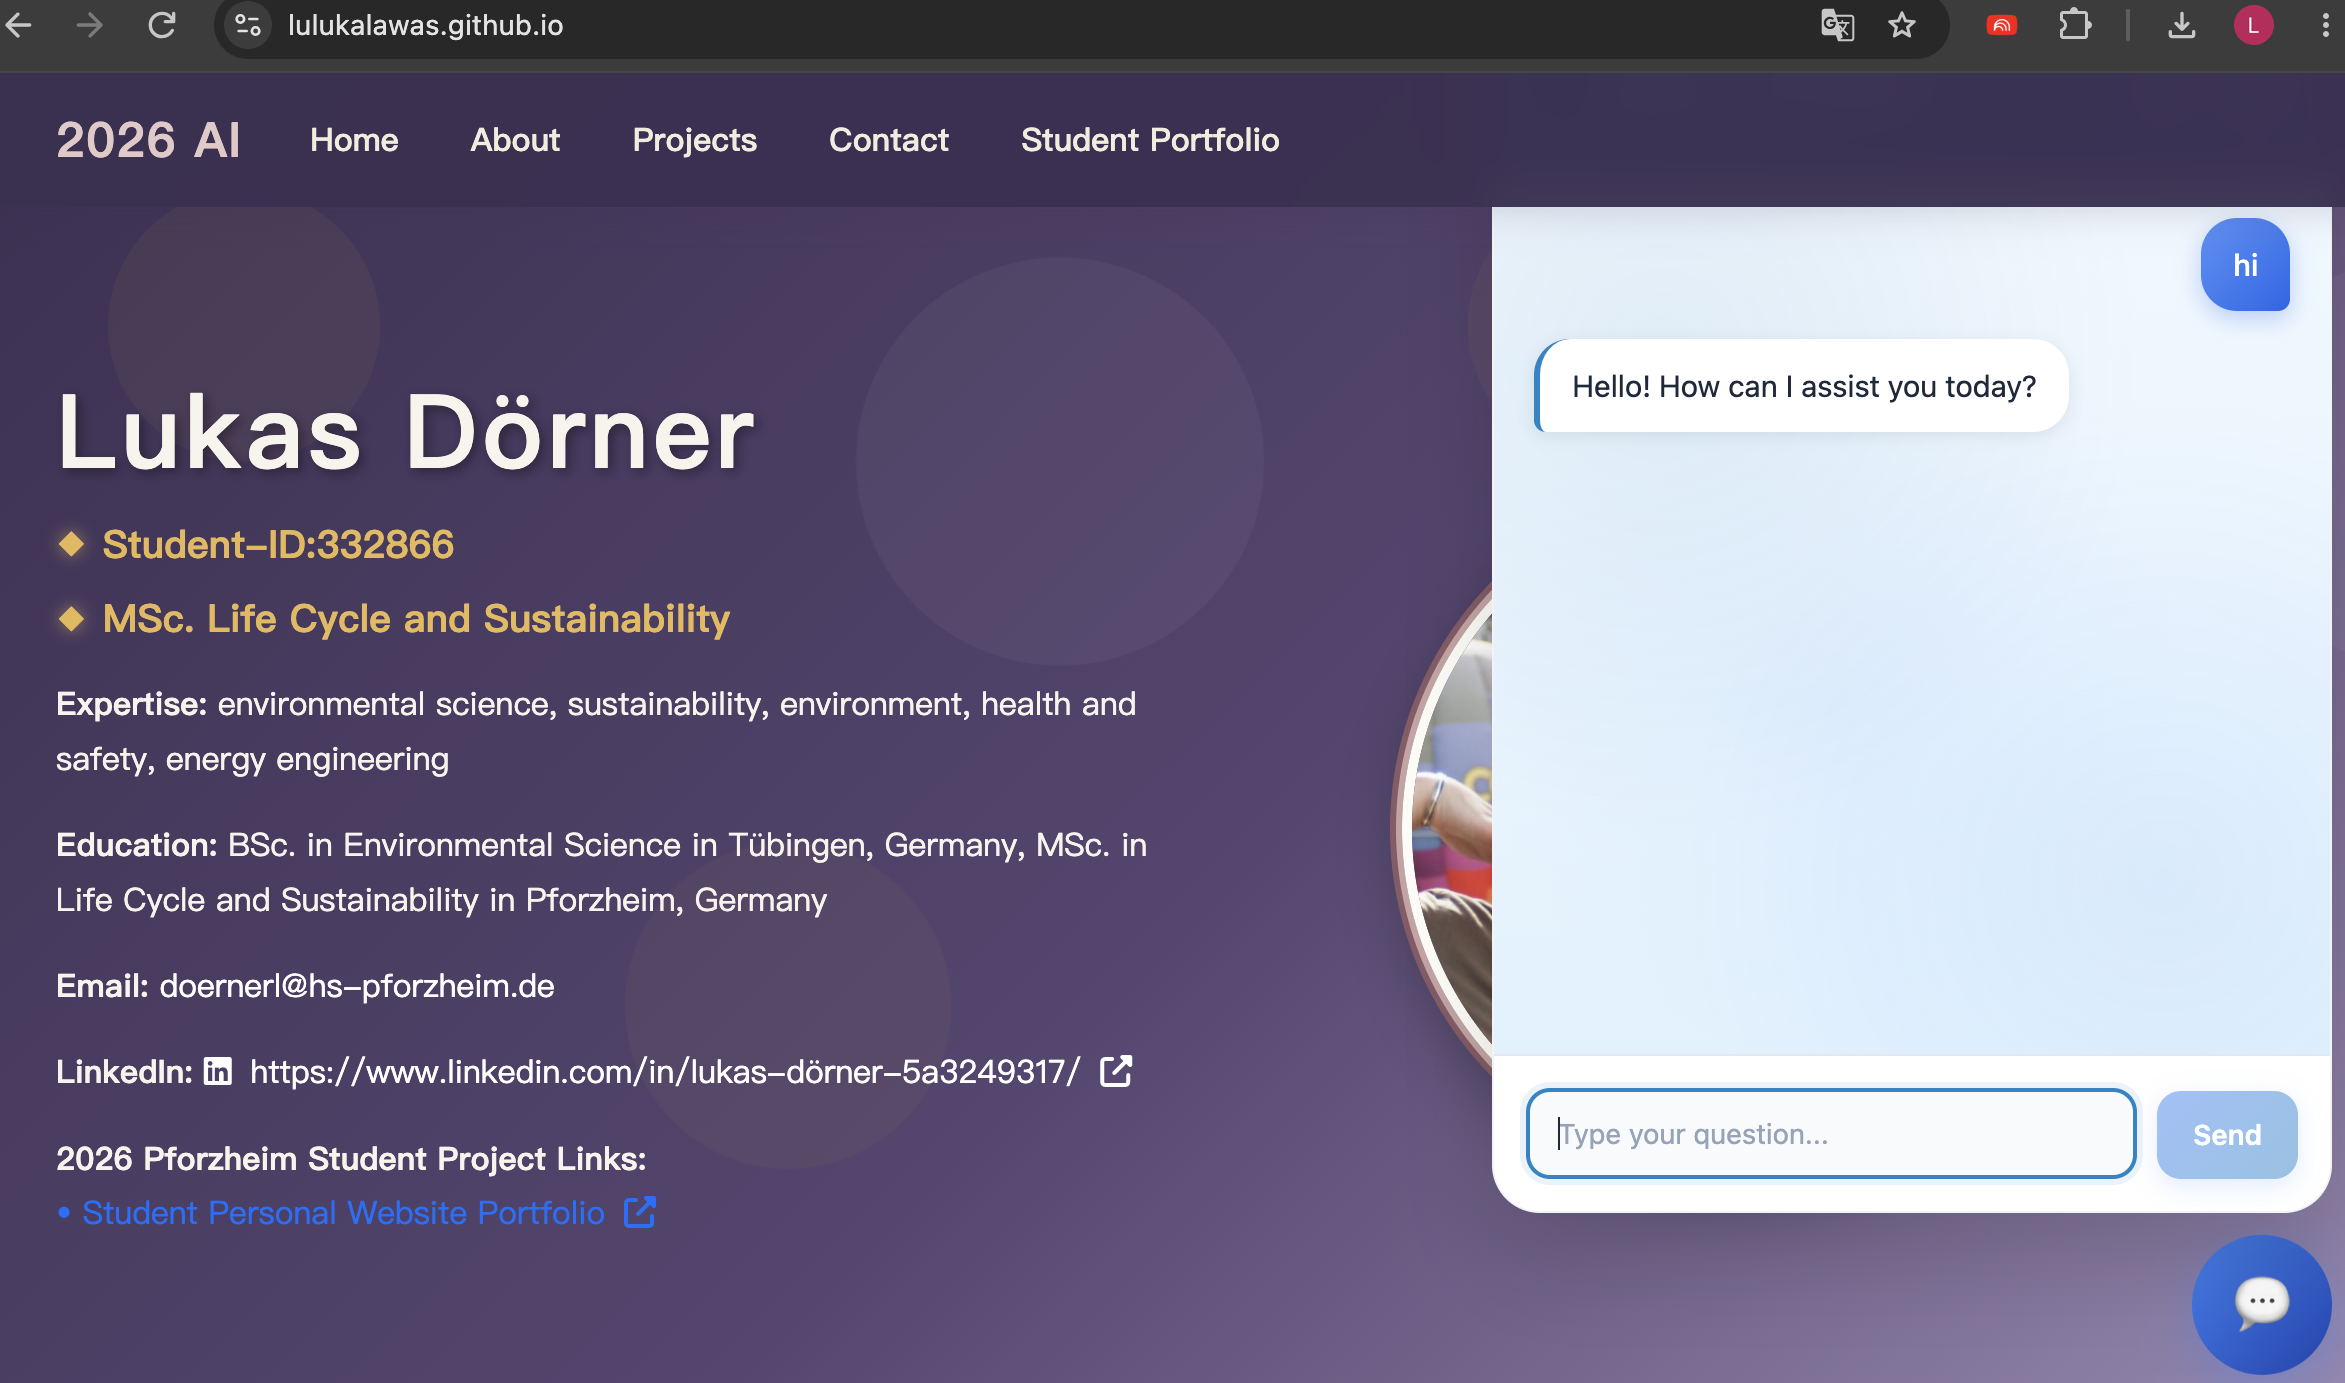 lulukalawas.github.io
L
2026 AI
Home
About
Projects
Contact
Student Portfolio
Lukas Dörner
Student-ID:332866
MSc. Life Cycle and Sustainability
Expertise: environmental science, sustainability, environment, health and
safety, energy engineering
Education: BSc. in Environmental Science in Tübingen, Germany, MSc. in
Life Cycle and Sustainability in Pforzheim, Germany
Email: doernerl@hs-pforzheim.de
LinkedIn: in https://www.linkedin.com/in/lukas-dörner-5a3249317/
2026 Pforzheim Student Project Links:
• Student Personal Website Portfolio
hi
Hello! How can I assist you today?
Type your question...
Send